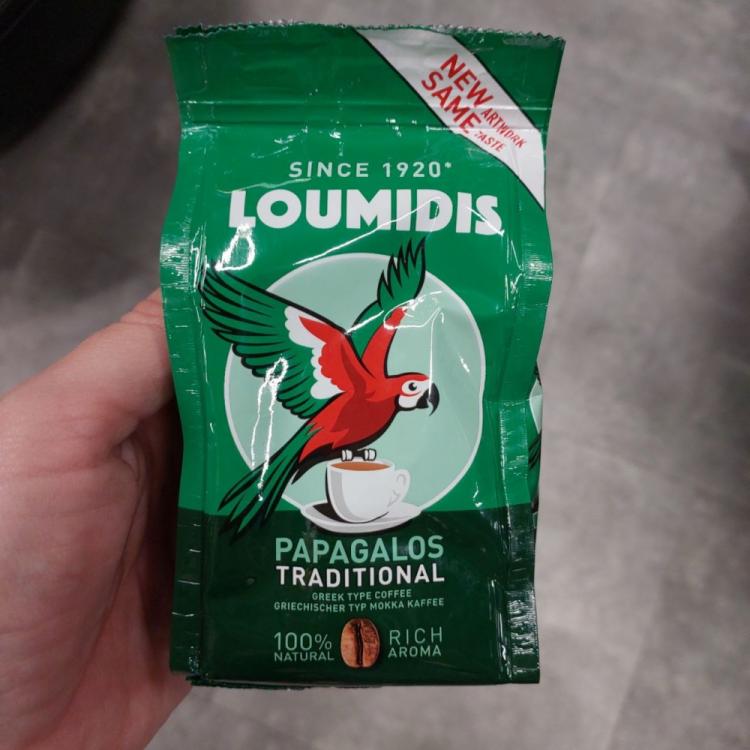 NEW ARTWORK
SAME TASTE
SINCE 1920*
LOUMIDIS
PAPAGALOS
TRADITIONAL
GREEK TYPE COFFEE
GRIECHISCHER TYP MOKKA KAFFEE
100% NATURAL
RICH AROMA